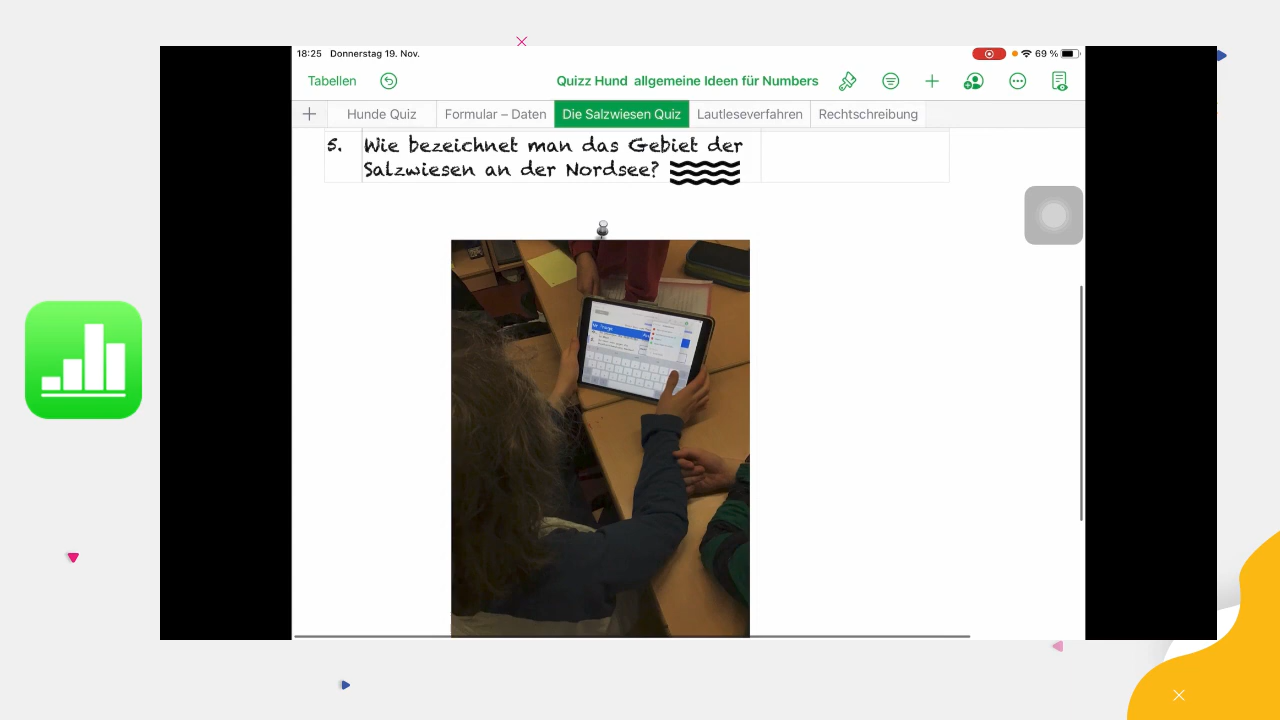 18:25 Donnerstag 19. Nov. 69 %
Tabellen Quizz Hund allgemeine Ideen für Numbers
Hunde Quiz Formular – Daten Die Salzwiesen Quiz Lautleseverfahren Rechtschreibung
5. Wie bezeichnet man das Gebiet der
Salzwiesen an der Nordsee?